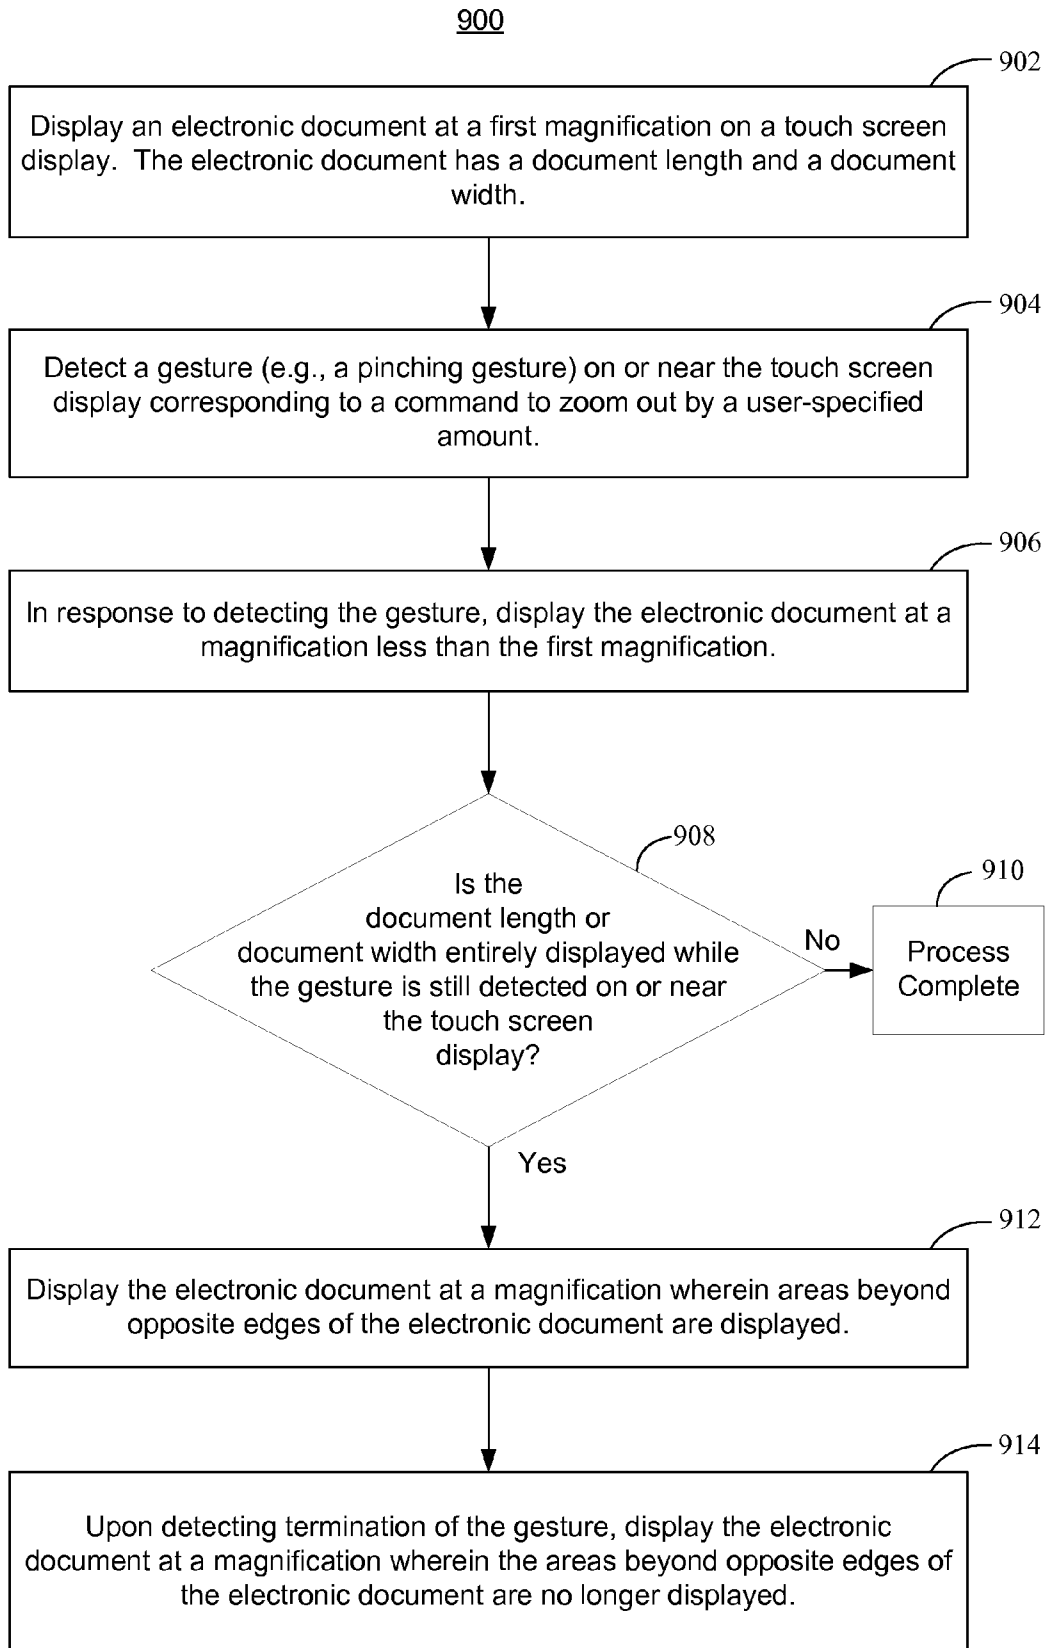 900
902
Display an electronic document at a first magnification on a touch screen
display. The electronic document has a document length and a document
width.
904
Detect a gesture (e.g., a pinching gesture) on or near the touch screen
display corresponding to a command to zoom out by a user-specified
amount.
906
In response to detecting the gesture, display the electronic document at a
magnification less than the first magnification.
908
Is the
document length or
document width entirely displayed while
the gesture is still detected on or near
the touch screen
display?
No
910
Process
Complete
Yes
912
Display the electronic document at a magnification wherein areas beyond
opposite edges of the electronic document are displayed.
914
Upon detecting termination of the gesture, display the electronic
document at a magnification wherein the areas beyond opposite edges of
the electronic document are no longer displayed.